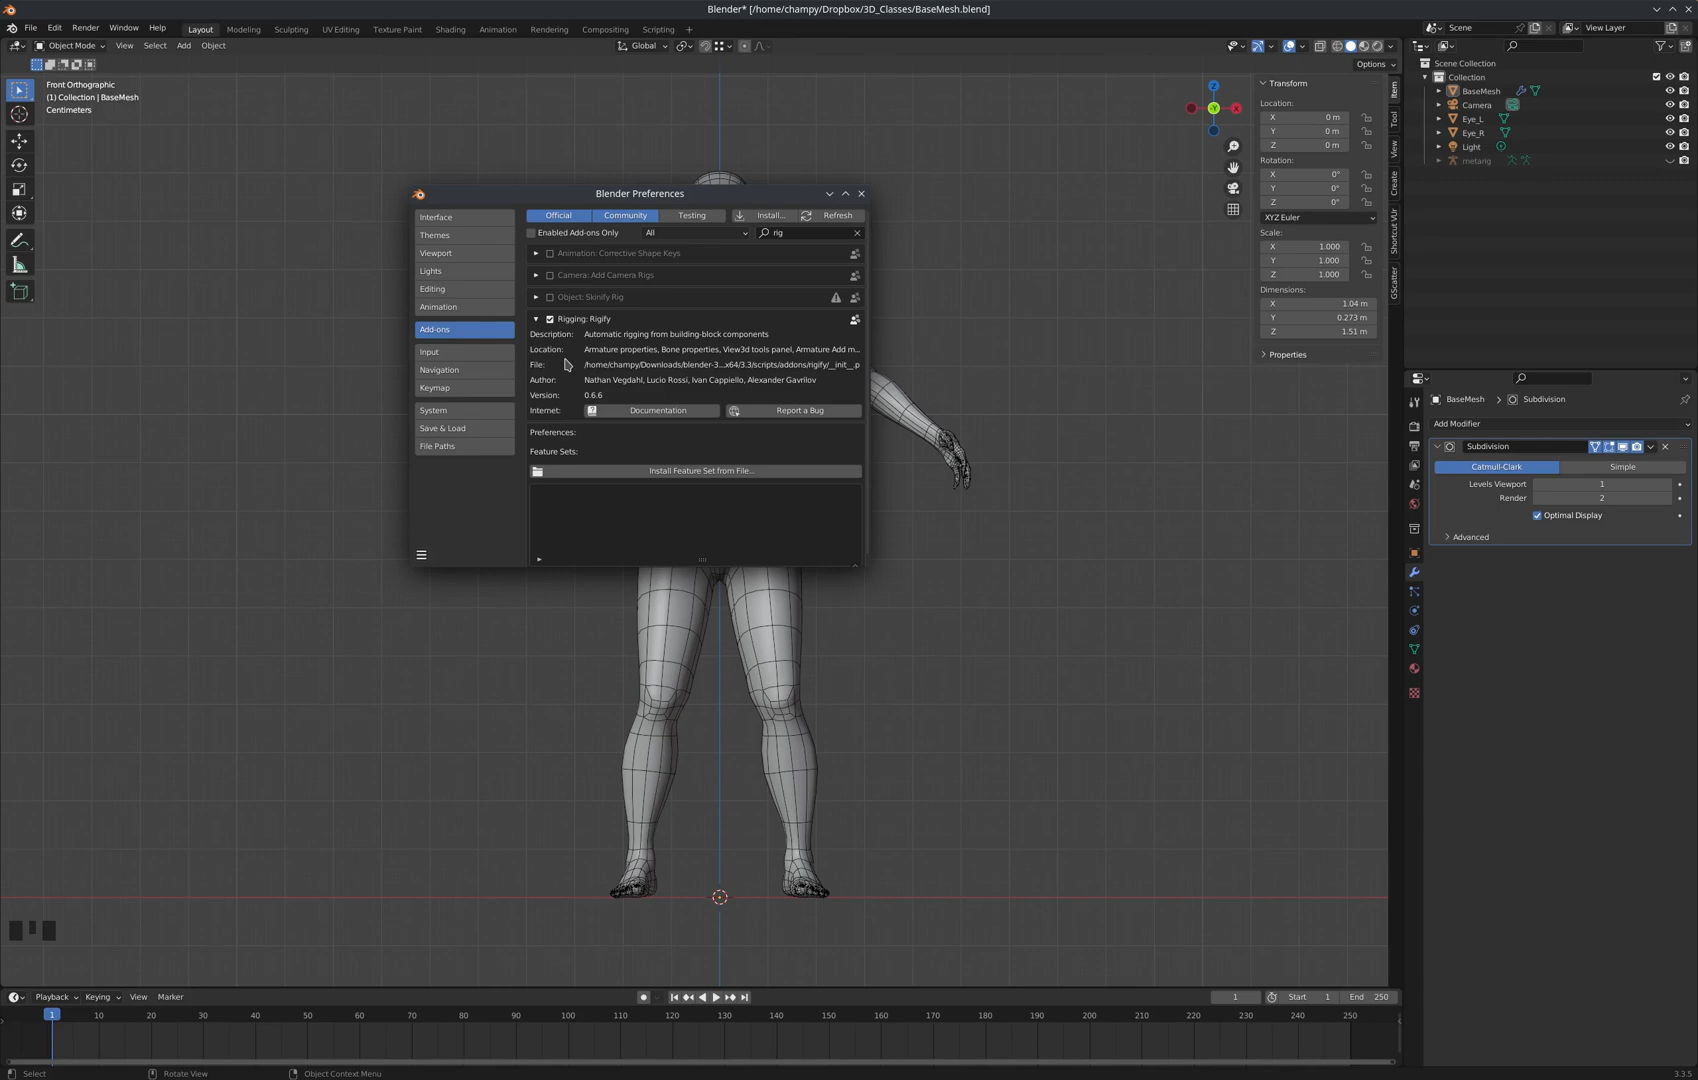 Blender* [/home/champy/Dropbox/3D_Classes/BaseMesh.blend]
File Edit Render Window Help Layout Modeling Sculpting UV Editing Texture Paint Shading Animation Rendering Compositing Scripting + Scene View Layer
Object Mode View Select Add Object Global
Options
Front Orthographic
(1) Collection | BaseMesh
Centimeters
Z
-Y
X
Transform
Location:
X 0 m
Y 0 m
Z 0 m
Rotation:
X 0°
Y 0°
Z 0°
XYZ Euler
Scale:
X 1.000
Y 1.000
Z 1.000
Dimensions:
X 1.04 m
Y 0.273 m
Z 1.51 m
Properties
Item
Tool
View
Create
Shortcut VUr
GScatter
Scene Collection
Collection
BaseMesh
Camera
Eye_L
Eye_R
Light
metarig
Blender Preferences
Interface
Themes
Viewport
Lights
Editing
Animation
Add-ons
Input
Navigation
Keymap
System
Save & Load
File Paths
Official Community Testing Install... Refresh
Enabled Add-ons Only All rig
Animation: Corrective Shape Keys
Camera: Add Camera Rigs
Object: Skinify Rig
Rigging: Rigify
Description: Automatic rigging from building-block components
Location: Armature properties, Bone properties, View3d tools panel, Armature Add m...
File: /home/champy/Downloads/blender-3...x64/3.3/scripts/addons/rigify/__init__.p
Author: Nathan Vegdahl, Lucio Rossi, Ivan Cappiello, Alexander Gavrilov
Version: 0.6.6
Internet: Documentation Report a Bug
Preferences:
Feature Sets:
Install Feature Set from File...
BaseMesh > Subdivision
Add Modifier
Subdivision
Catmull-Clark Simple
Levels Viewport 1
Render 2
Optimal Display
Advanced
Playback Keying View Marker 1 Start 1 End 250
1 10 20 30 40 50 60 70 80 90 100 110 120 130 140 150 160 170 180 190 200 210 220 230 240 250
Select Rotate View Object Context Menu 3.3.5